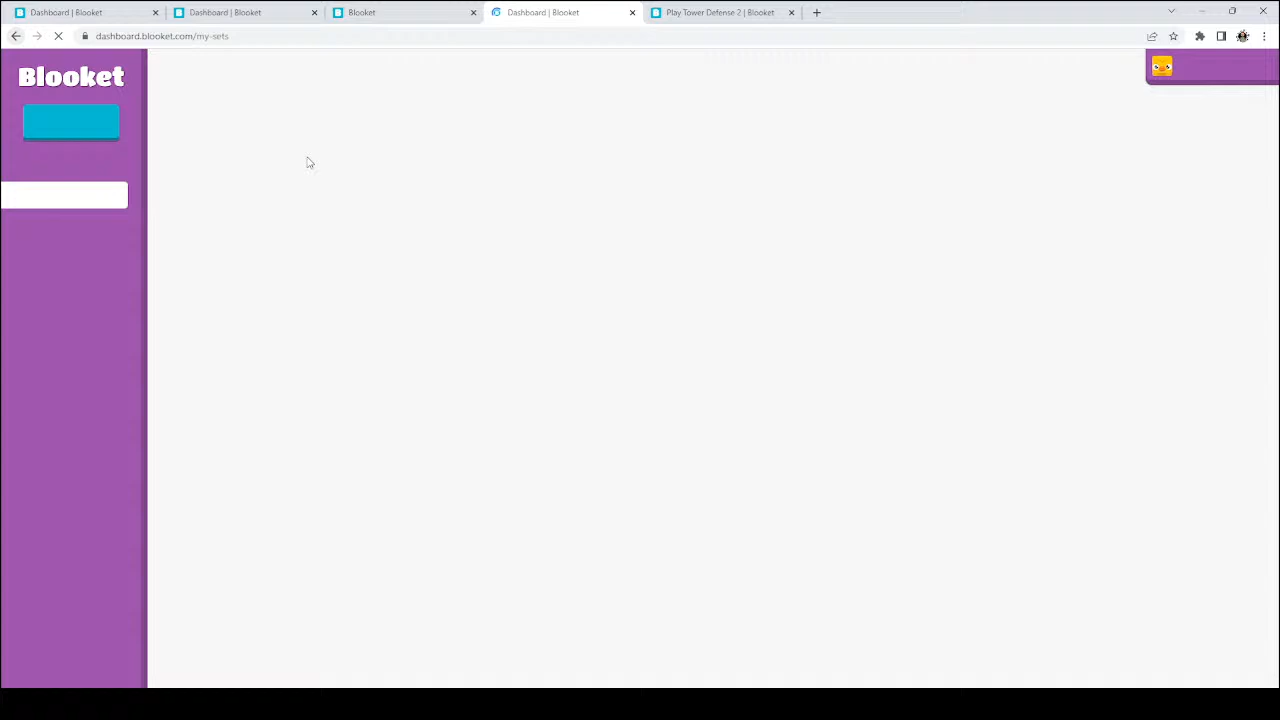 Dashboard | Blooket
Dashboard | Blooket
Blooket
Dashboard | Blooket
Play Tower Defense 2 | Blooket
dashboard.blooket.com/my-sets
Blooket